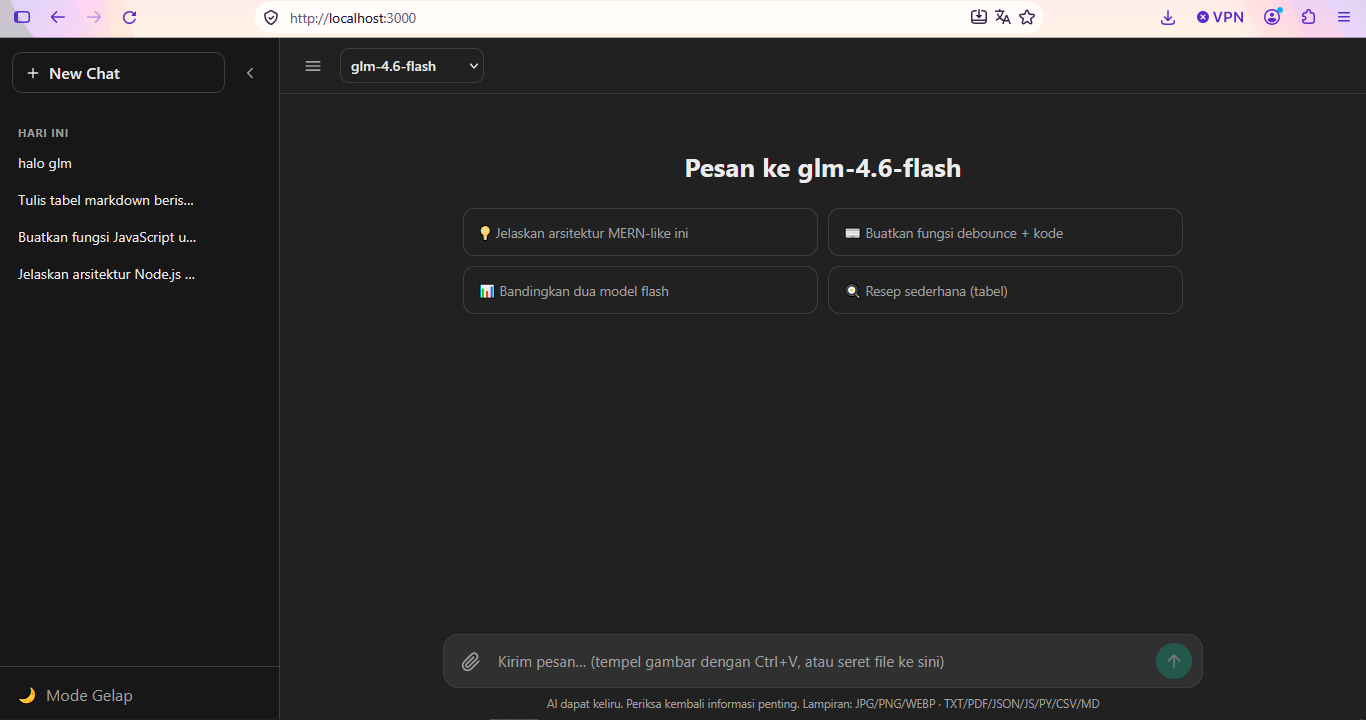 http://localhost:3000
VPN
+ New Chat
glm-4.6-flash
HARI INI
halo glm
Tulis tabel markdown beris...
Buatkan fungsi JavaScript u...
Jelaskan arsitektur Node.js ...
Pesan ke glm-4.6-flash
💡 Jelaskan arsitektur MERN-like ini
⌨️ Buatkan fungsi debounce + kode
📊 Bandingkan dua model flash
🍳 Resep sederhana (tabel)
Kirim pesan... (tempel gambar dengan Ctrl+V, atau seret file ke sini)
AI dapat keliru. Periksa kembali informasi penting. Lampiran: JPG/PNG/WEBP · TXT/PDF/JSON/JS/PY/CSV/MD
🌙 Mode Gelap